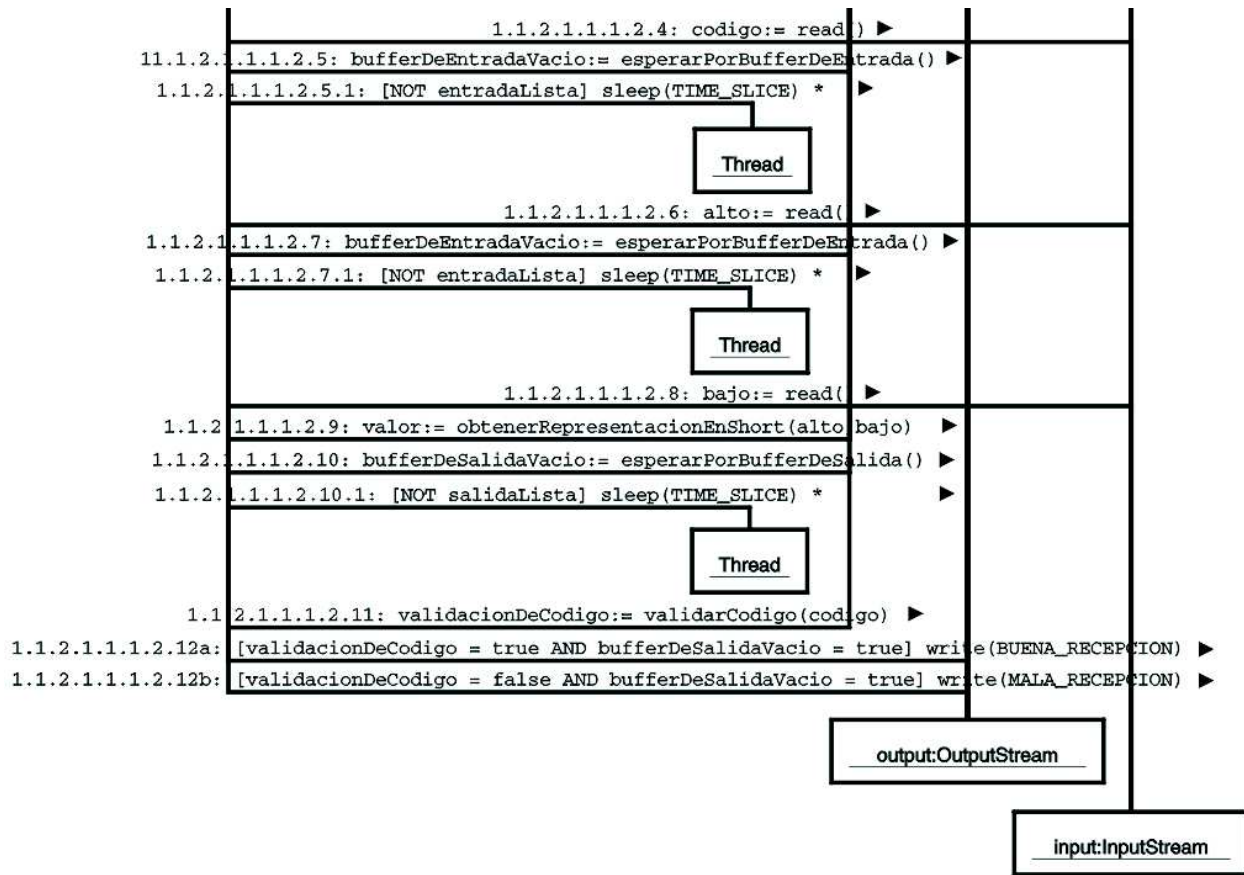 1.1.2.1.1.1.2.4: codigo:= read() ►
11.1.2.1.1.1.2.5: bufferDeEntradaVacio:= esperarPorBufferDeEntrada() ►
1.1.2.1.1.1.2.5.1: [NOT entradaLista] sleep(TIME_SLICE) * ►
Thread
1.1.2.1.1.1.2.6: alto:= read( ►
1.1.2.1.1.1.2.7: bufferDeEntradaVacio:= esperarPorBufferDeEntrada() ►
1.1.2.1.1.1.2.7.1: [NOT entradaLista] sleep(TIME_SLICE) * ►
Thread
1.1.2.1.1.1.2.8: bajo:= read( ►
1.1.2.1.1.1.2.9: valor:= obtenerRepresentacionEnShort(alto,bajo) ►
1.1.2.1.1.1.2.10: bufferDeSalidaVacio:= esperarPorBufferDeSalida() ►
1.1.2.1.1.1.2.10.1: [NOT salidaLista] sleep(TIME_SLICE) * ►
Thread
1.1.2.1.1.1.2.11: validacionDeCodigo:= validarCodigo(codigo) ►
1.1.2.1.1.1.2.12a: [validacionDeCodigo = true AND bufferDeSalidaVacio = true] write(BUENA_RECEPCION) ►
1.1.2.1.1.1.2.12b: [validacionDeCodigo = false AND bufferDeSalidaVacio = true] write(MALA_RECEPCION) ►
output:OutputStream
input:InputStream